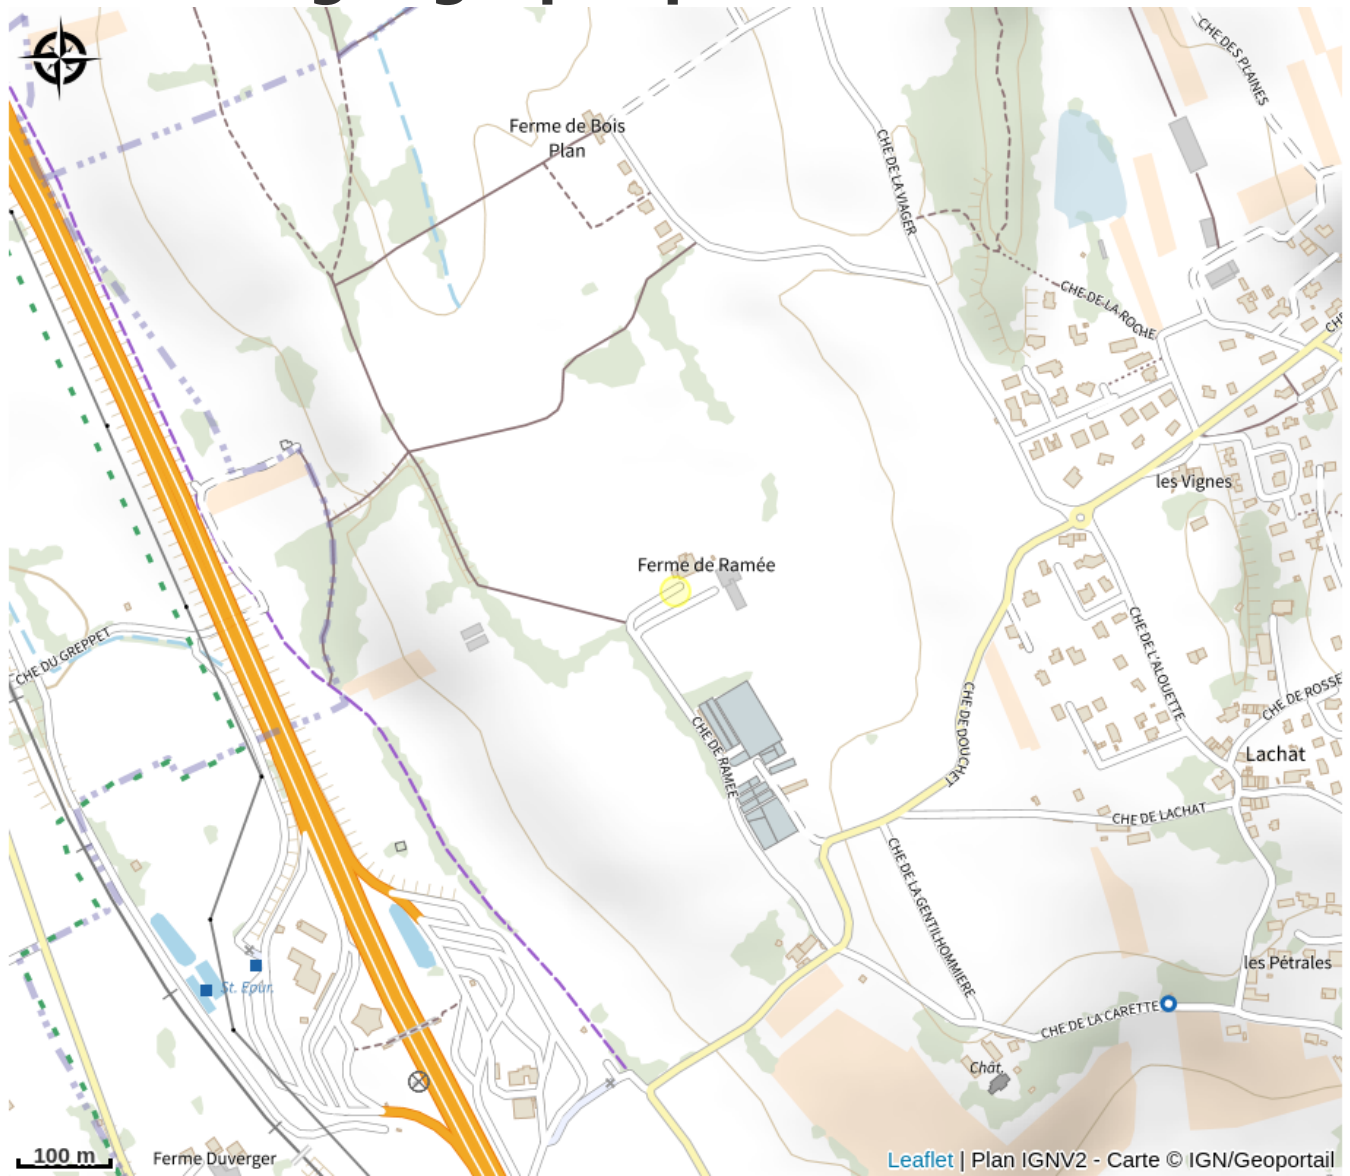 CHE DES PLAINES
Ferme de Bois
Plan
CHE DE LA VIAGER
CHE DE LA ROCHE
CHE
les Vignes
Ferme de Ramée
CHE DU GREPPET
CHE DE L'ALOUETTE
CHE DE ROSSE
CHE DE DOUCHET
CHE DE RAMEE
Lachat
CHE DE LACHAT
CHE DE LA GENTILHOMMIERE
les Pétrales
St. Epur.
CHE DE LA CARETTE
Chât.
100 m
Ferme Duverger
Leaflet | Plan IGNV2 - Carte © IGN/Geoportail